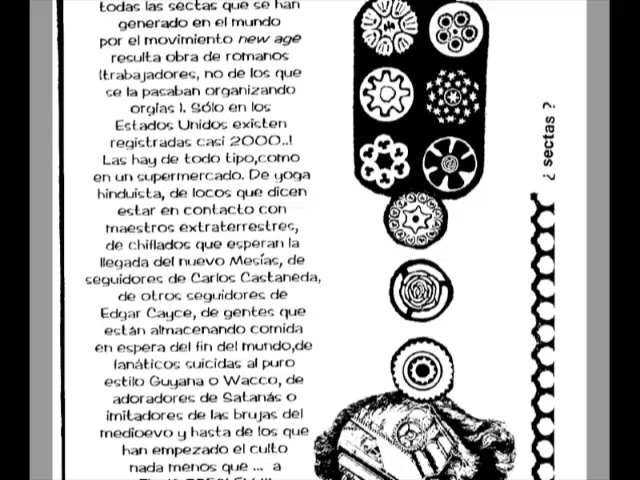 todas las sectas que se han
generado en el mundo
por el movimiento new age
resulta obra de romanos
(trabajadores, no de los que
se la pasaban organizando
orgias ). Sólo en los
Estados Unidos existen
registradas casi 2000..!
Las hay de todo tipo,como
en un supermercado. De yoga
hinduista, de locos que dicen
estar en contacto con
maestros extraterrestres,
de chiflados que esperan la
llegada del nuevo Mesías, de
seguidores de Carlos Castaneda,
de otros seguidores de
Edgar Cayce, de gentes que
están almacenando comida
en espera del fin del mundo,de
fanáticos suicidas al puro
estilo Guyana o Wacco, de
adoradores de Satanás o
imitadores de las brujas del
medioevo y hasta de los que
han empezado el culto
nada menos que ... a
¿ sectas ?